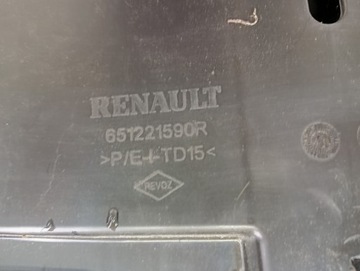 RENAULT
651221590R
>P/E-I-TD15<
REVOZ